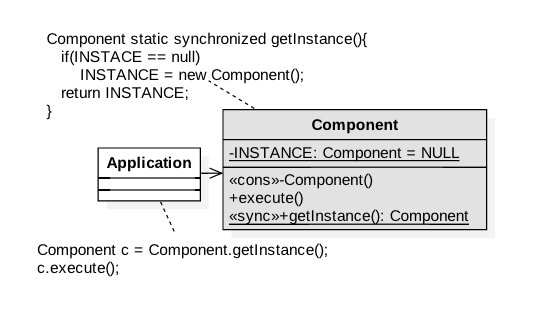 Component static synchronized getInstance(){
if(INSTACE == null)
INSTANCE = new Component();
return INSTANCE;
}
Component
-INSTANCE: Component = NULL
Application
«cons»-Component()
+execute()
«sync»+getInstance(): Component
Component c = Component.getInstance();
c.execute();